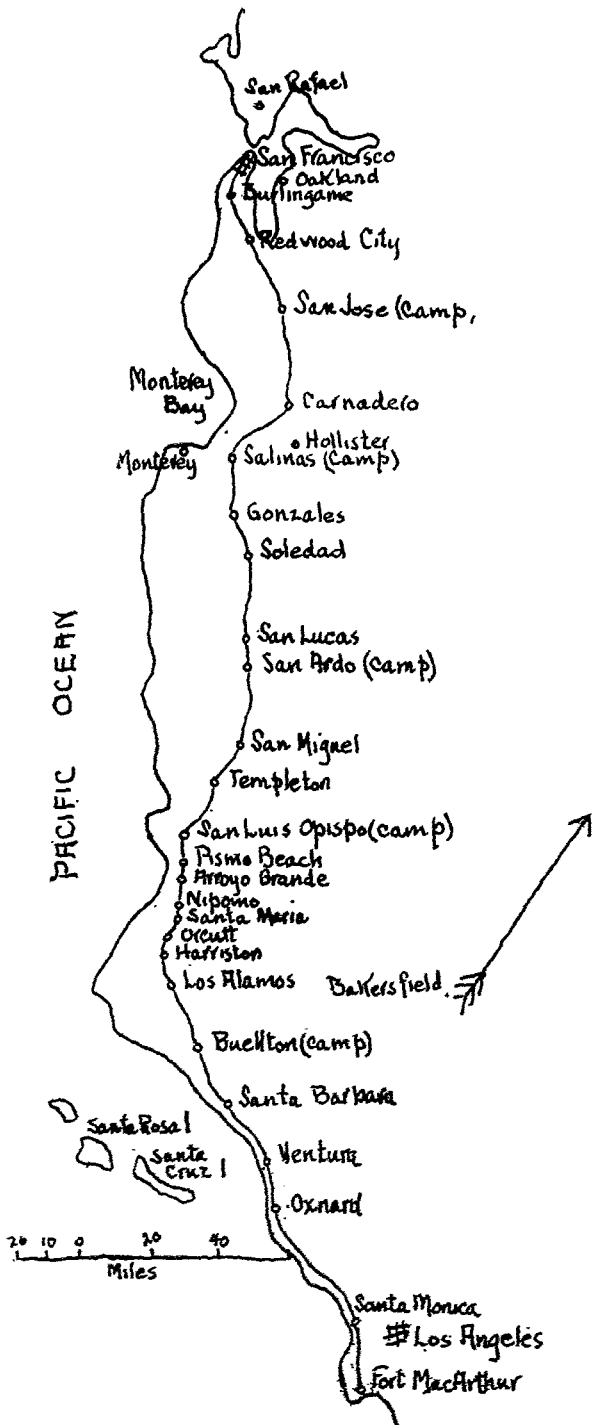 San Rafael
San Francisco
Oakland
Burlingame
Redwood City
San Jose (Camp,
Monterey
Bay
Carnadero
Hollister
Monterey
Salinas (Camp)
Gonzales
Soledad
San Lucas
San Ardo (camp)
PACIFIC OCEAN
San Miguel
Templeton
San Luis Opispo (camp)
Pismo Beach
Arroyo Grande
Nipomo
Santa Maria
Orcutt
Harriston
Los Alamos
Bakersfield
Buellton (camp)
Santa Barbara
Santa Rosa I
Santa
Cruz I
Ventura
Oxnard
20 10 0 20 40
Miles
Santa Monica
Los Angeles
Fort MacArthur